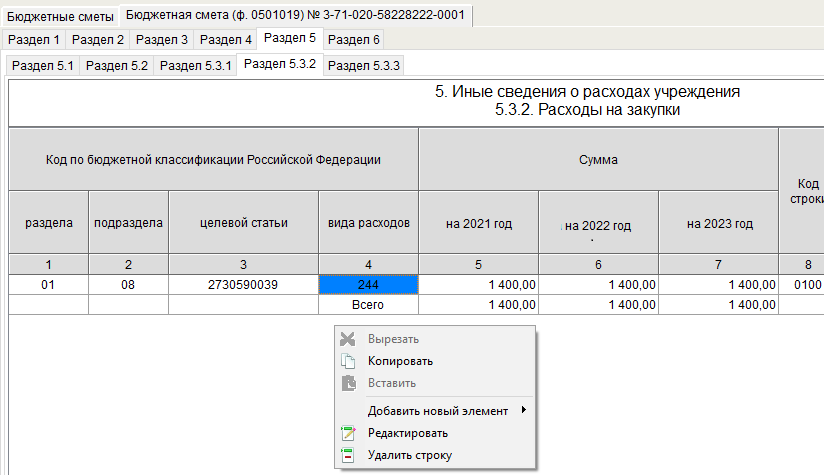 Бюджетные сметы Бюджетная смета (ф. 0501019) № 3-71-020-58228222-0001
Раздел 1 Раздел 2 Раздел 3 Раздел 4 Раздел 5 Раздел 6
Раздел 5.1 Раздел 5.2 Раздел 5.3.1 Раздел 5.3.2 Раздел 5.3.3
5. Иные сведения о расходах учреждения
5.3.2. Расходы на закупки
Код по бюджетной классификации Российской Федерации Сумма Код
строки
раздела подраздела целевой статьи вида расходов на 2021 год на 2022 год на 2023 год
1 2 3 4 5 6 7 8
01 08 2730590039 244 1 400,00 1 400,00 1 400,00 0100
Всего 1 400,00 1 400,00 1 400,00
Вырезать
Копировать
Вставить
Добавить новый элемент
Редактировать
Удалить строку